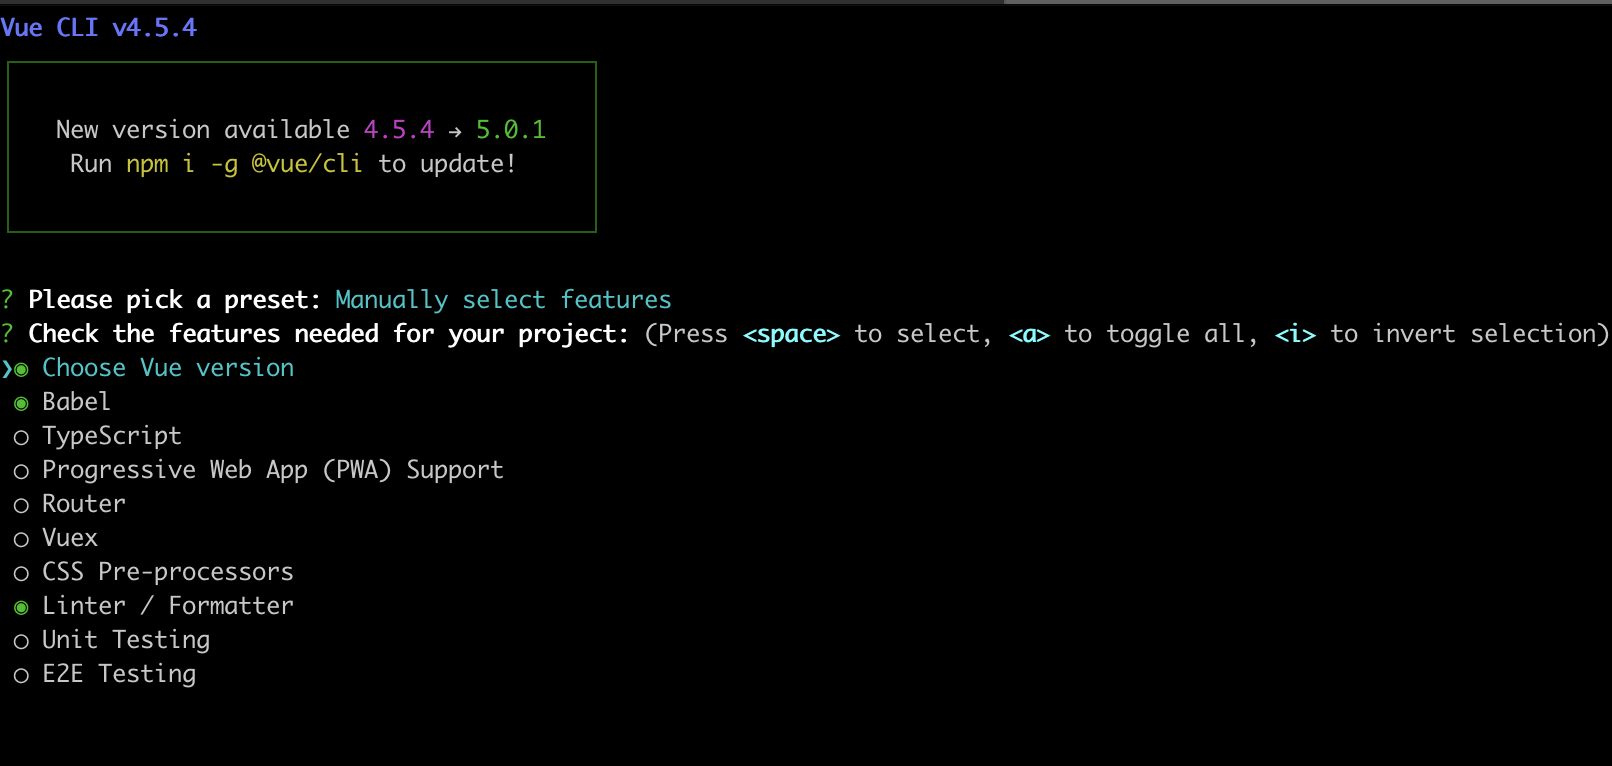 Vue CLI v4.5.4
New version available 4.5.4 → 5.0.1
Run npm i -g @vue/cli to update!
? Please pick a preset: Manually select features
? Check the features needed for your project: (Press <space> to select, <a> to toggle all, <i> to invert selection)
❯◉ Choose Vue version
◉ Babel
◯ TypeScript
◯ Progressive Web App (PWA) Support
◯ Router
◯ Vuex
◯ CSS Pre-processors
◉ Linter / Formatter
◯ Unit Testing
◯ E2E Testing